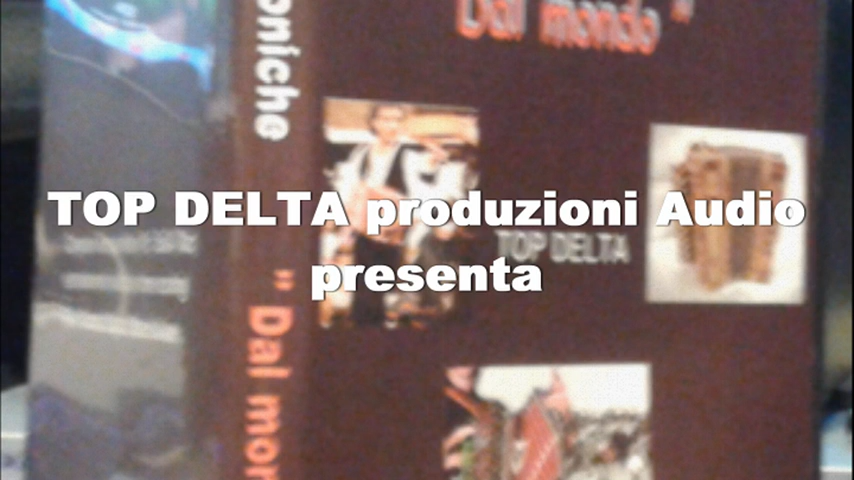 Dal mondo"
oniche
TOP DELTA produzioni Audio
presenta
TOP DELTA
" Dal mon